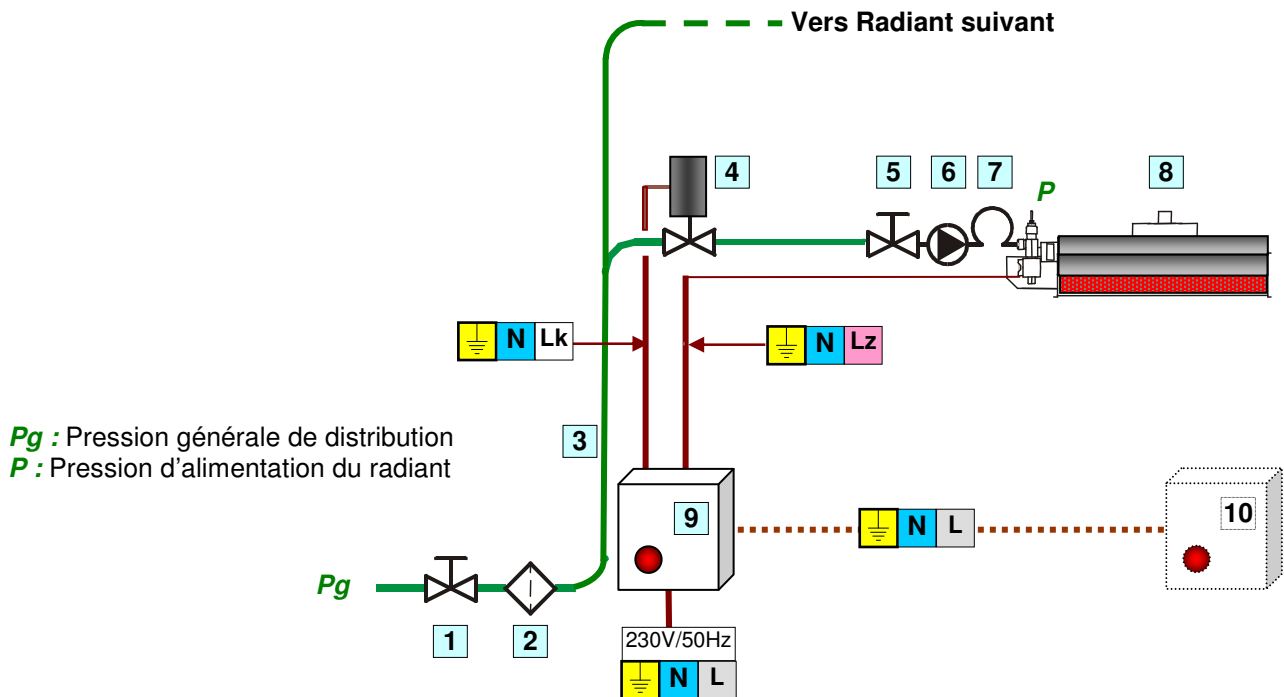 Vers Radiant suivant
4
5
6
7
P
8
N Lk
N Lz
Pg : Pression générale de distribution
P : Pression d'alimentation du radiant
3
9
N L
10
Pg
1
2
230V/50Hz
N L